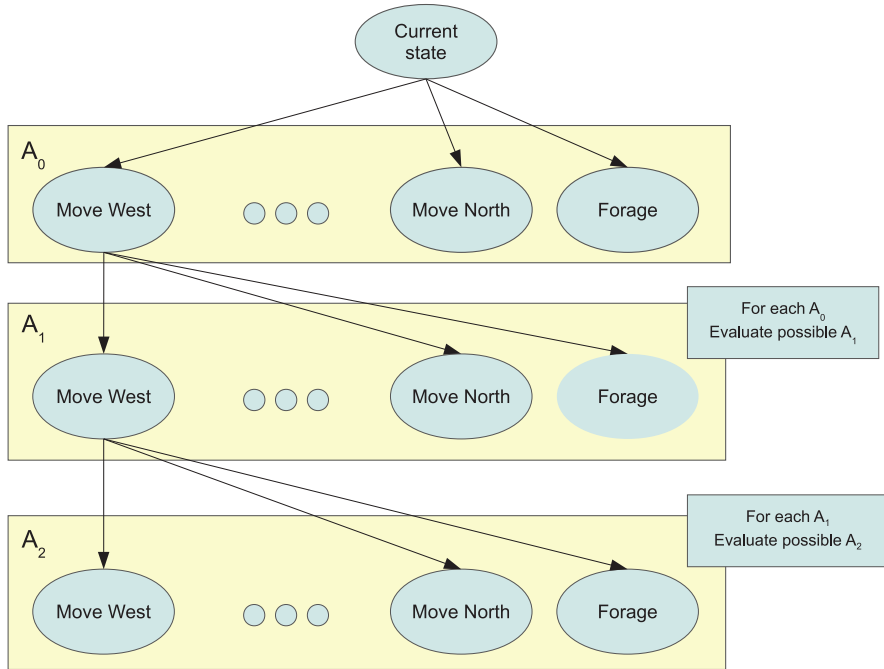 Current
state
A0
Move West
Move North
Forage
For each A0
Evaluate possible A1
A1
Move West
Move North
Forage
For each A1
Evaluate possible A2
A2
Move West
Move North
Forage